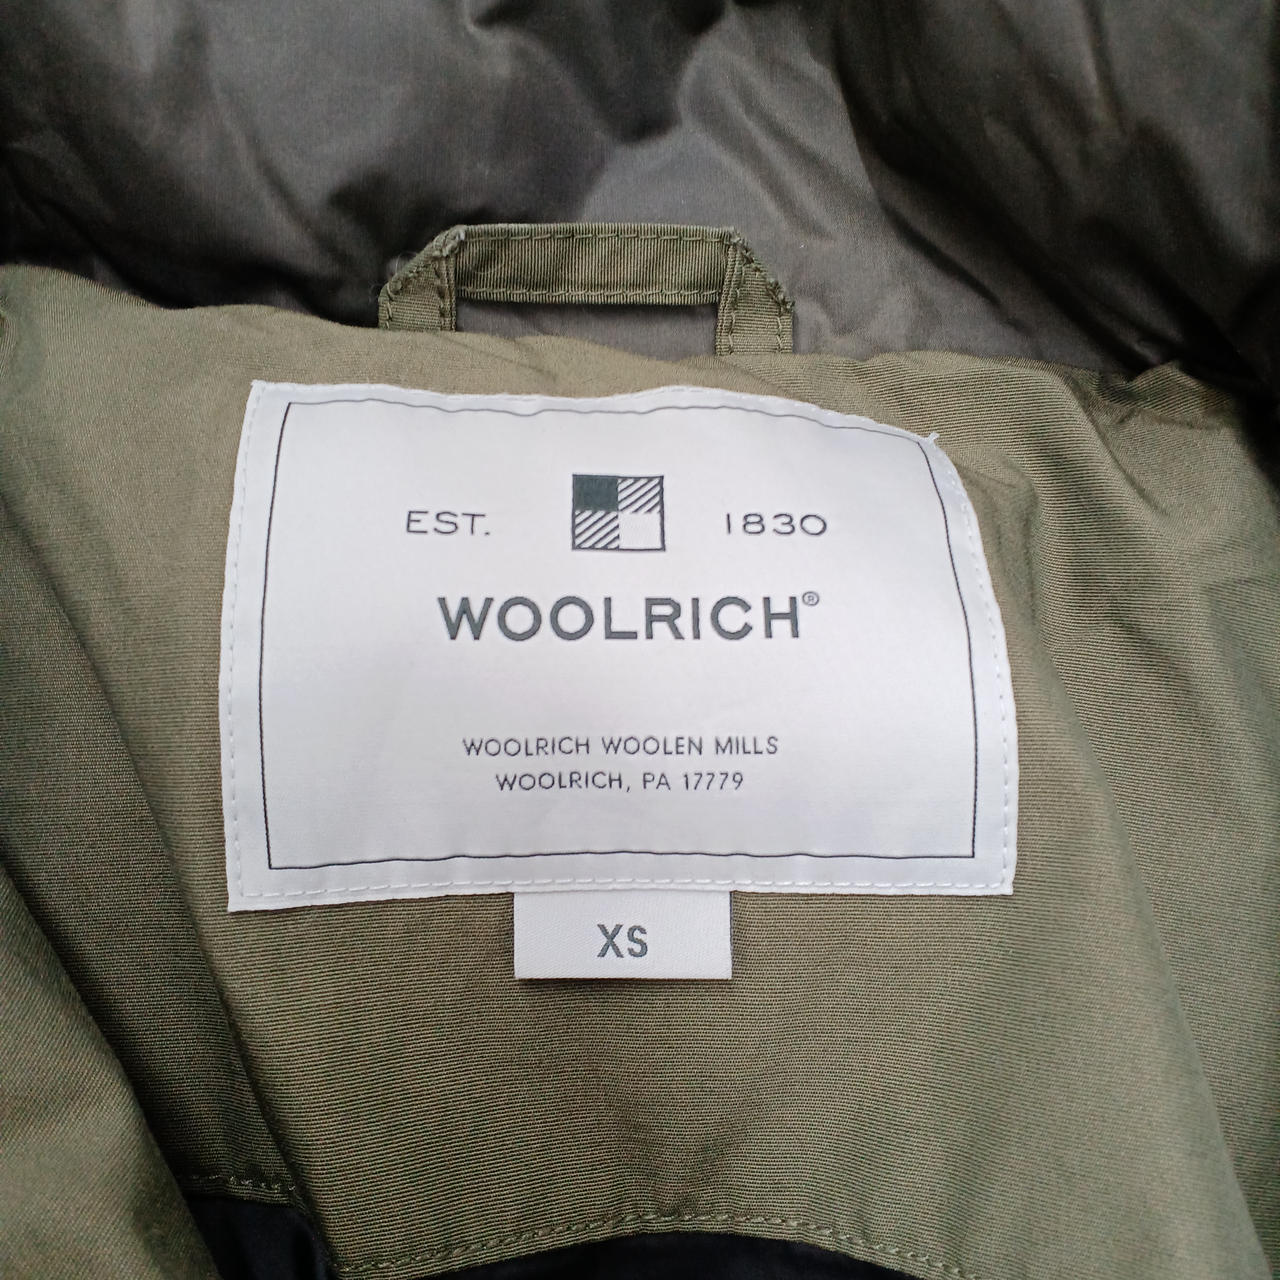 EST. 1830
WOOLRICH®
WOOLRICH WOOLEN MILLS
WOOLRICH, PA 17779
XS